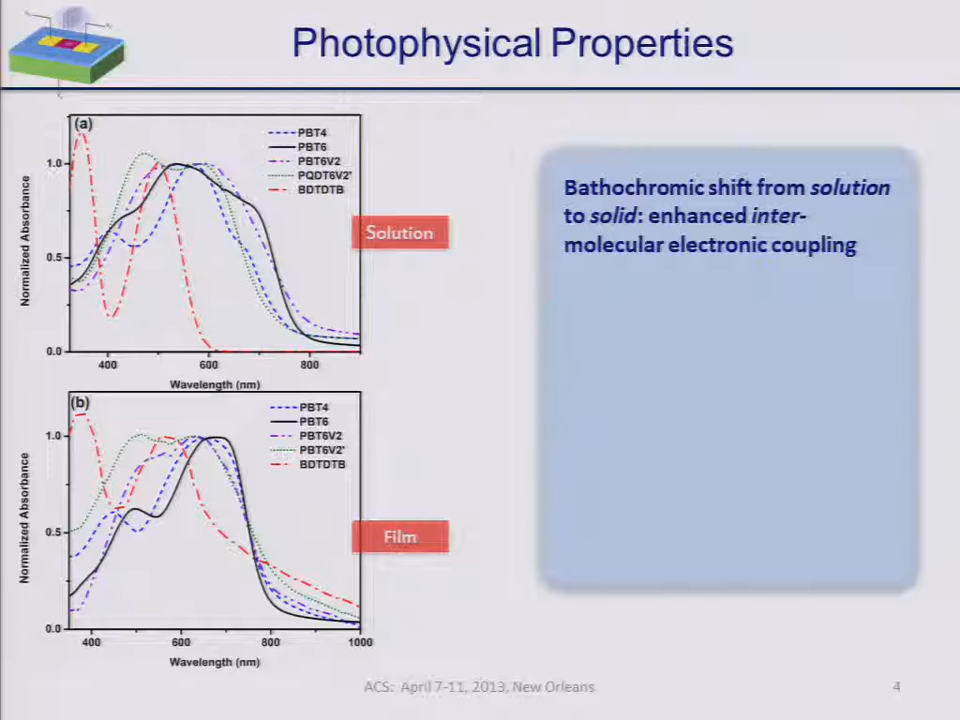 Photophysical Properties
(a)
PBT4
PBT6
PBT6V2
PQDT6V2'
BDTDTB
1.0
0.5
0.0
Normalized Absorbance
400
600
800
Wavelength (nm)
Solution
(b)
PBT4
PBT6
PBT6V2
PBT6V2'
BDTDTB
1.0
0.5
0.0
Normalized Absorbance
400
600
800
1000
Wavelength (nm)
Film
Bathochromic shift from solution
to solid: enhanced inter-
molecular electronic coupling
ACS: April 7-11, 2013, New Orleans
4